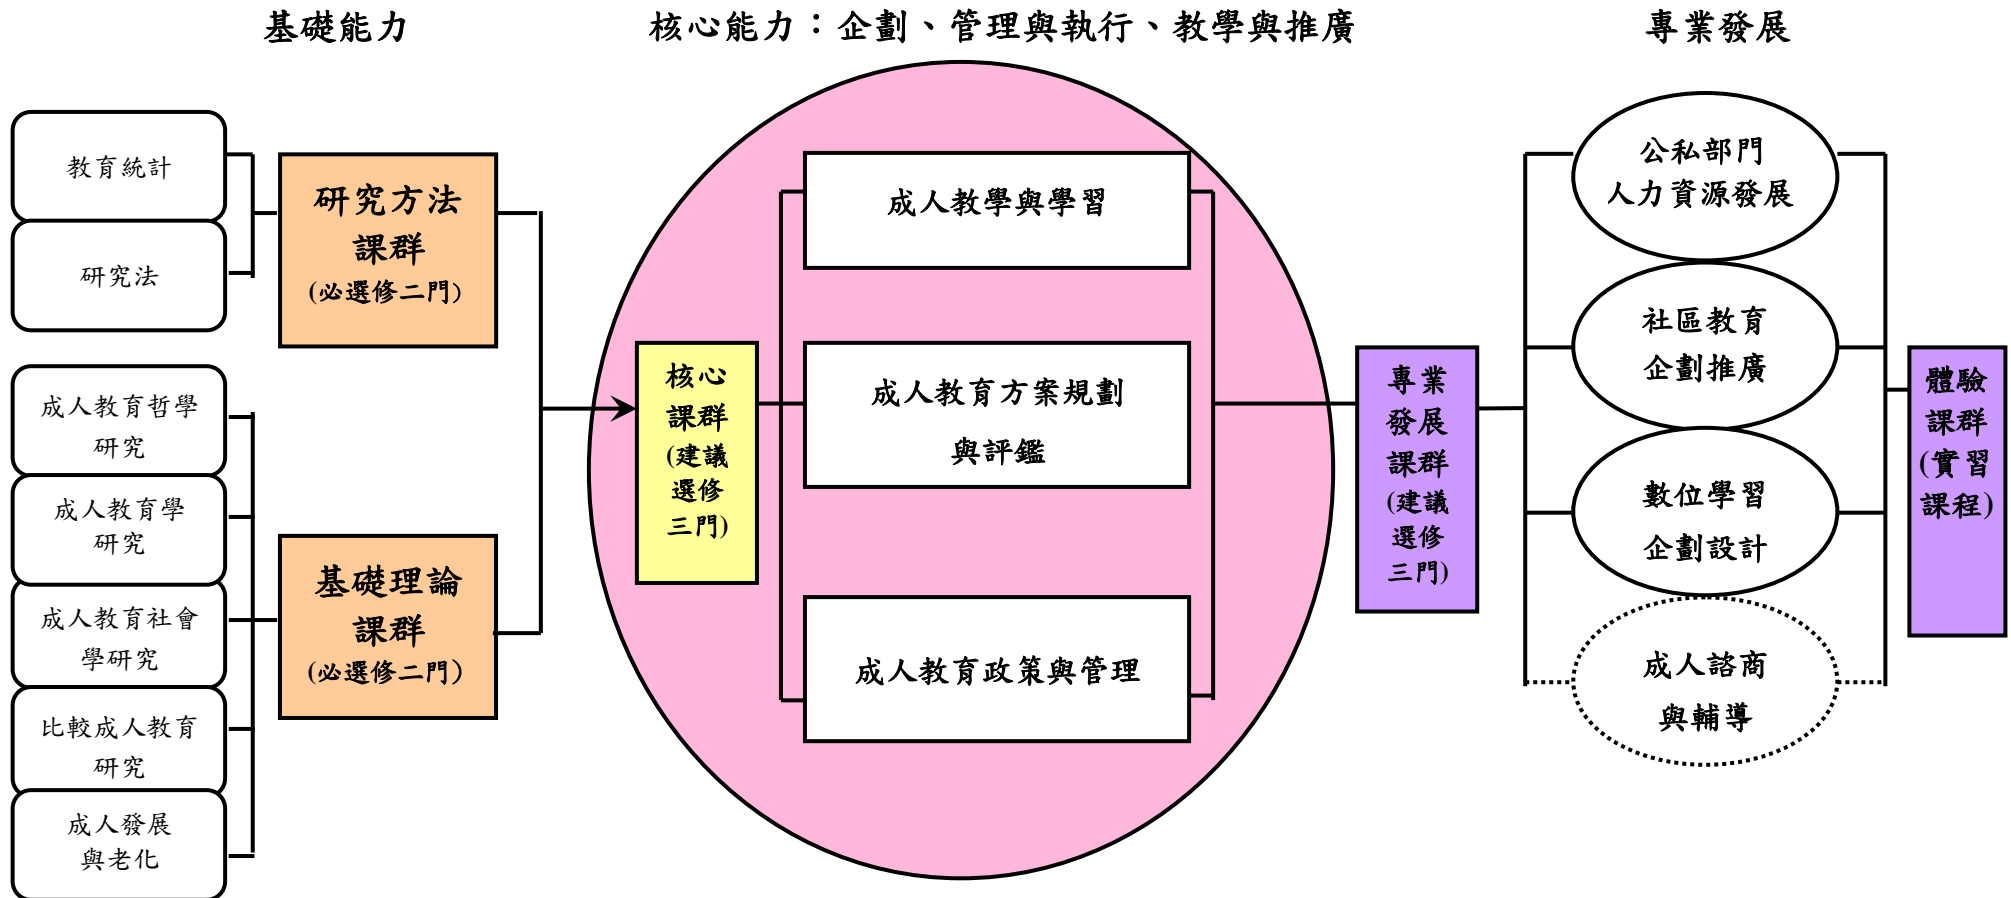 基礎能力
核心能力：企劃、管理與執行、教學與推廣
專業發展
教育統計
研究法
研究方法
課群
(必選修二門)
成人教育哲學
研究
成人教育學
研究
成人教育社會
學研究
比較成人教育
研究
成人發展
與老化
基礎理論
課群
(必選修二門)
核心
課群
(建議
選修
三門)
成人教學與學習
成人教育方案規劃
與評鑑
成人教育政策與管理
專業
發展
課群
(建議
選修
三門)
公私部門
人力資源發展
社區教育
企劃推廣
數位學習
企劃設計
成人諮商
與輔導
體驗
課群
(實習
課程)